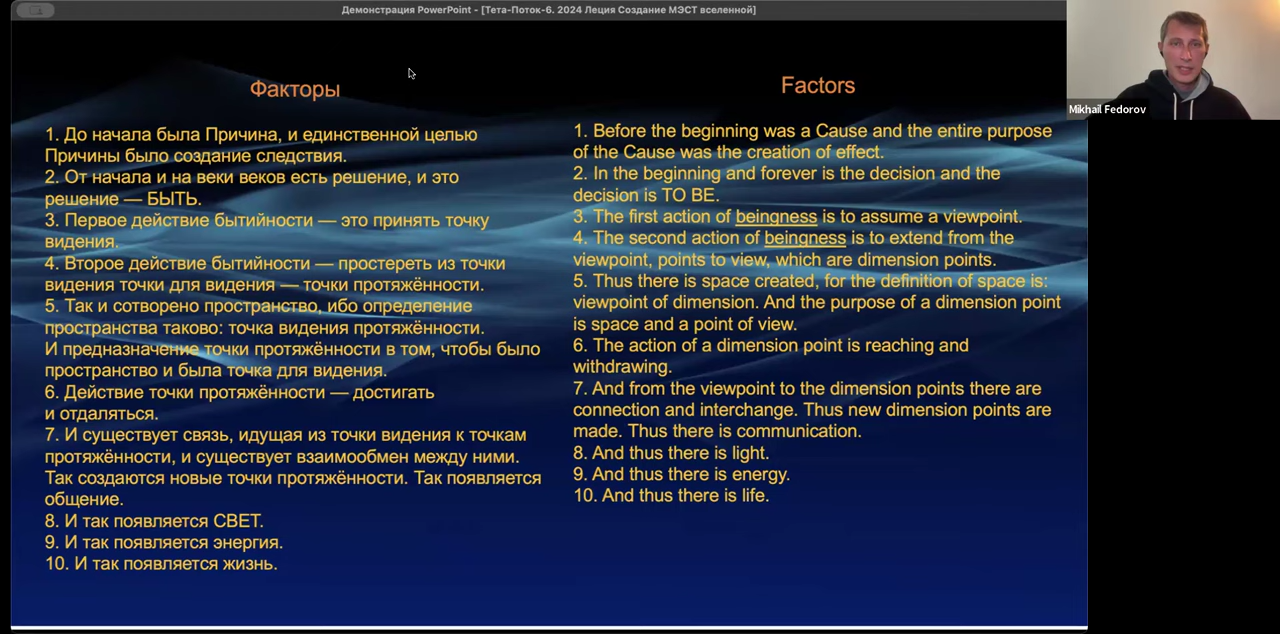 Демонстрация PowerPoint - [Тета-Поток-6. 2024 Леция Создание МЭСТ вселенной]
Mikhail Fedorov
Факторы
1. До начала была Причина, и единственной целью
Причины было создание следствия.
2. От начала и на веки веков есть решение, и это
решение — БЫТЬ.
3. Первое действие бытийности — это принять точку
видения.
4. Второе действие бытийности — простереть из точки
видения точки для видения — точки протяжённости.
5. Так и сотворено пространство, ибо определение
пространства таково: точка видения протяжённости.
И предназначение точки протяжённости в том, чтобы было
пространство и была точка для видения.
6. Действие точки протяжённости — достигать
и отдаляться.
7. И существует связь, идущая из точки видения к точкам
протяжённости, и существует взаимообмен между ними.
Так создаются новые точки протяжённости. Так появляется
общение.
8. И так появляется СВЕТ.
9. И так появляется энергия.
10. И так появляется жизнь.
Factors
1. Before the beginning was a Cause and the entire purpose
of the Cause was the creation of effect.
2. In the beginning and forever is the decision and the
decision is TO BE.
3. The first action of beingness is to assume a viewpoint.
4. The second action of beingness is to extend from the
viewpoint, points to view, which are dimension points.
5. Thus there is space created, for the definition of space is:
viewpoint of dimension. And the purpose of a dimension point
is space and a point of view.
6. The action of a dimension point is reaching and
withdrawing.
7. And from the viewpoint to the dimension points there are
connection and interchange. Thus new dimension points are
made. Thus there is communication.
8. And thus there is light.
9. And thus there is energy.
10. And thus there is life.